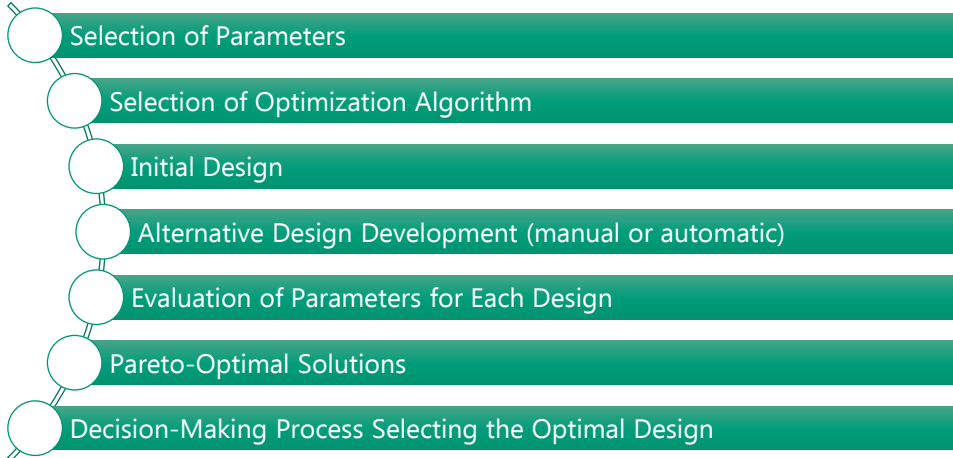 Selection of Parameters
Selection of Optimization Algorithm
Initial Design
Alternative Design Development (manual or automatic)
Evaluation of Parameters for Each Design
Pareto-Optimal Solutions
Decision-Making Process Selecting the Optimal Design